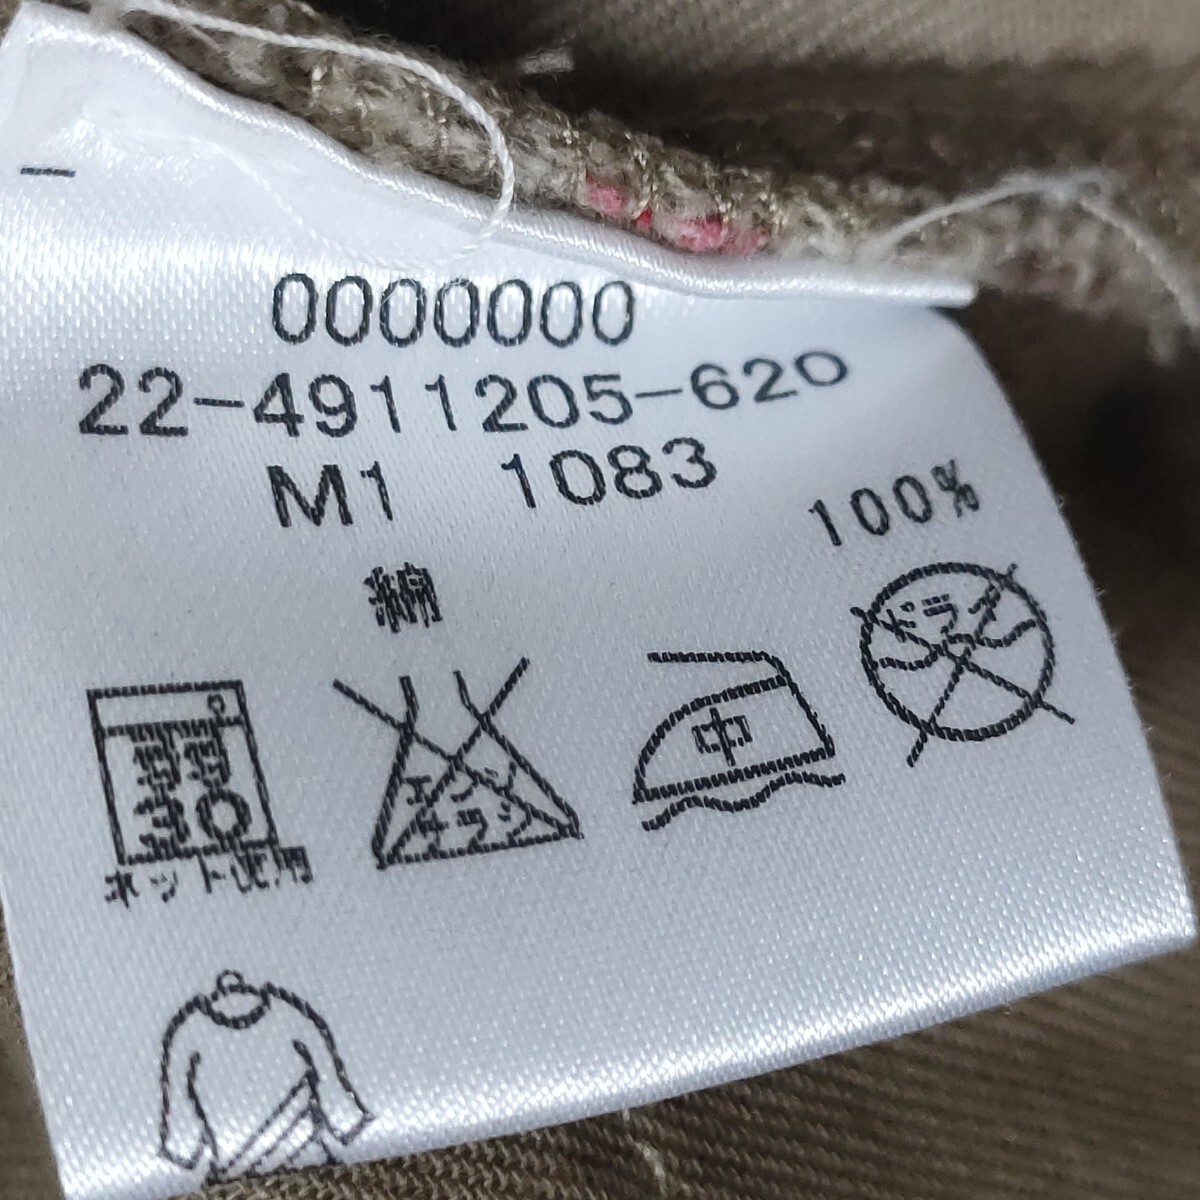 0000000
22-4911205-620
M1 1083
綿 100%
中
ドライ
エンソ
サラシ
ネット使用